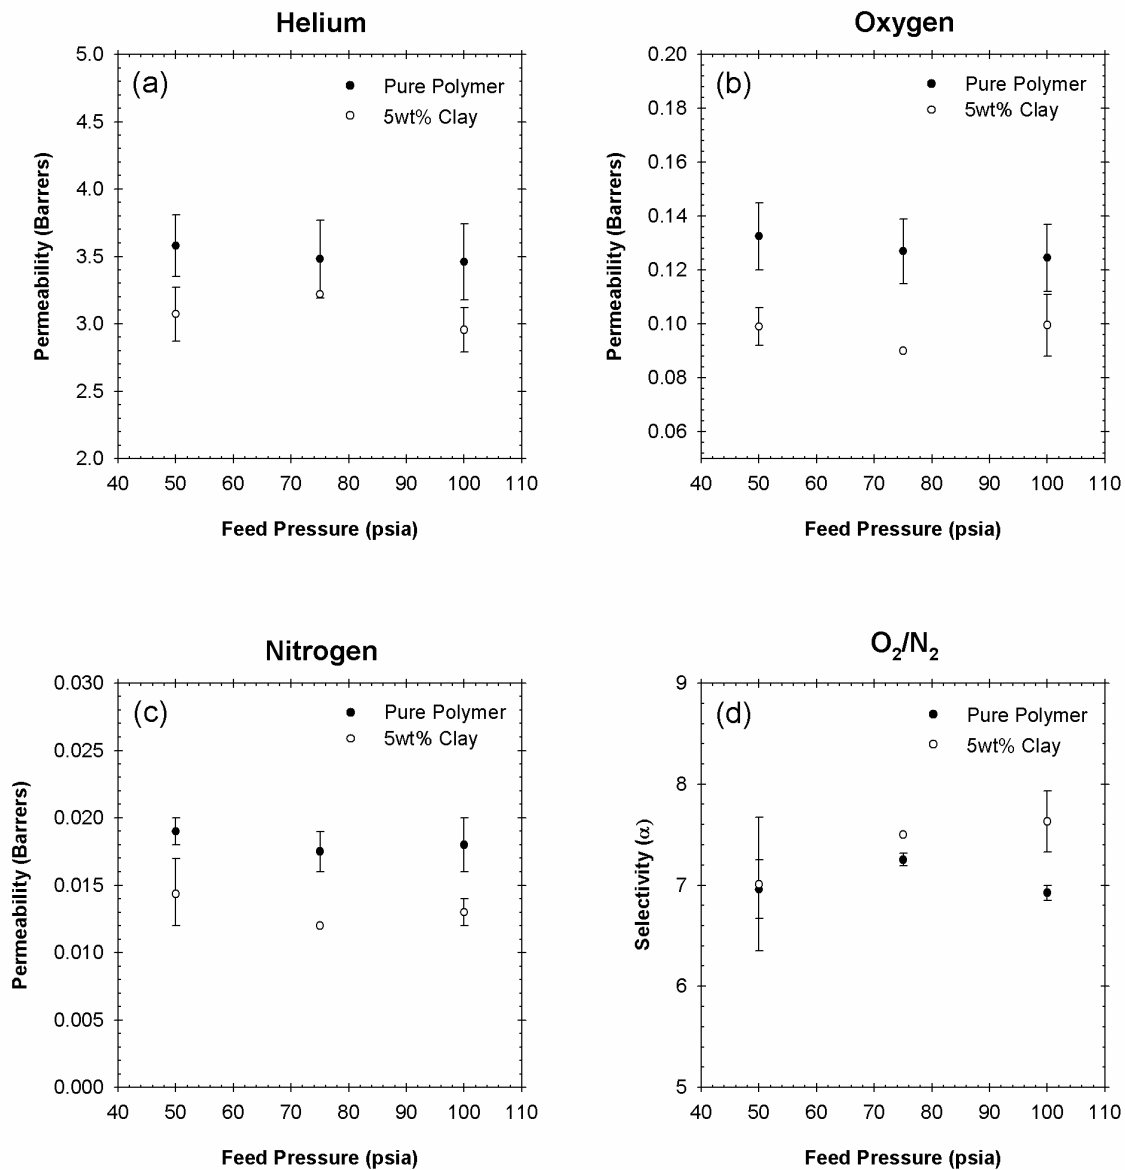 Helium
(a)
Pure Polymer
5wt% Clay
5.0
4.5
4.0
3.5
3.0
2.5
2.0
Permeability (Barrers)
40 50 60 70 80 90 100 110
Feed Pressure (psia)
Oxygen
(b)
Pure Polymer
5wt% Clay
0.20
0.18
0.16
0.14
0.12
0.10
0.08
0.06
Permeability (Barrers)
40 50 60 70 80 90 100 110
Feed Pressure (psia)
Nitrogen
(c)
Pure Polymer
5wt% Clay
0.030
0.025
0.020
0.015
0.010
0.005
0.000
Permeability (Barrers)
40 50 60 70 80 90 100 110
Feed Pressure (psia)
O₂/N₂
(d)
Pure Polymer
5wt% Clay
9
8
7
6
5
Selectivity (α)
40 50 60 70 80 90 100 110
Feed Pressure (psia)